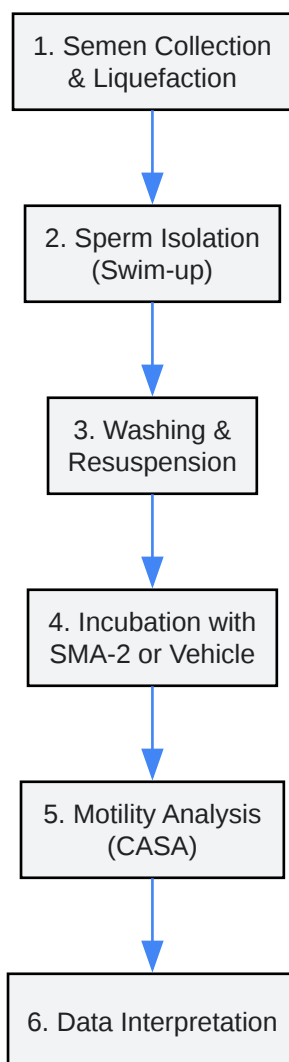 1. Semen Collection
& Liquefaction
2. Sperm Isolation
(Swim-up)
3. Washing &
Resuspension
4. Incubation with
SMA-2 or Vehicle
5. Motility Analysis
(CASA)
6. Data Interpretation